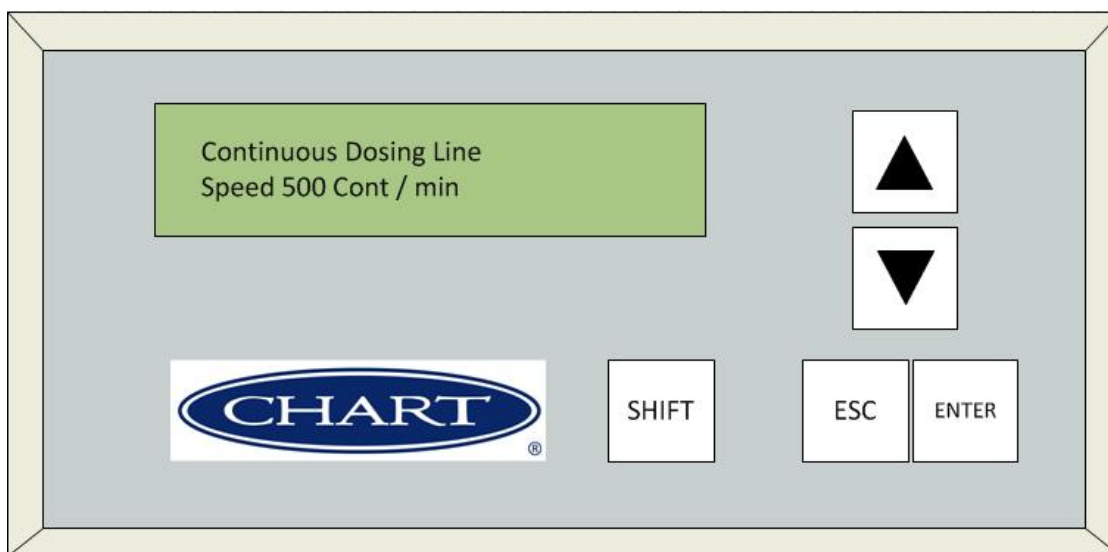 Continuous Dosing Line
Speed 500 Cont / min
CHART
®
SHIFT
ESC
ENTER